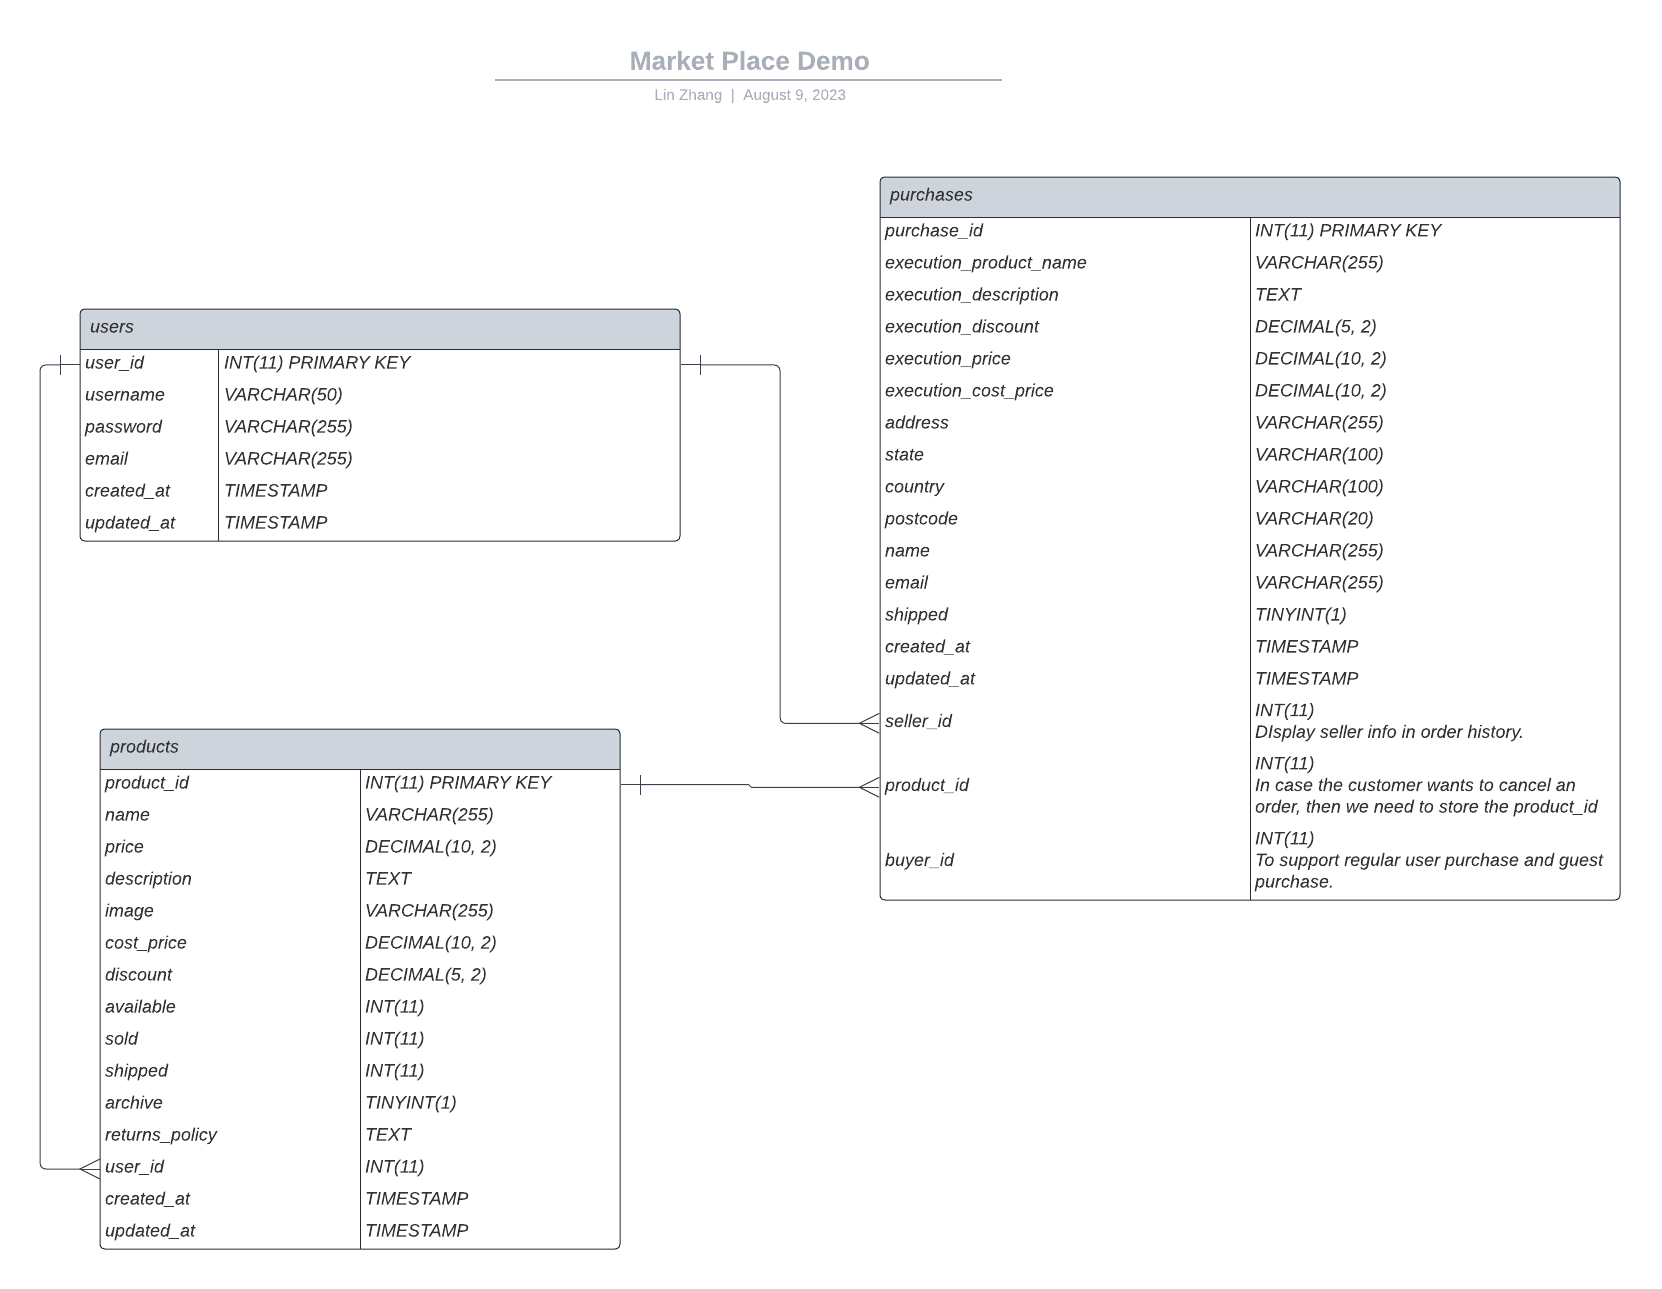 Market Place Demo
Lin Zhang | August 9, 2023
users
user_id INT(11) PRIMARY KEY
username VARCHAR(50)
password VARCHAR(255)
email VARCHAR(255)
created_at TIMESTAMP
updated_at TIMESTAMP
products
product_id INT(11) PRIMARY KEY
name VARCHAR(255)
price DECIMAL(10, 2)
description TEXT
image VARCHAR(255)
cost_price DECIMAL(10, 2)
discount DECIMAL(5, 2)
available INT(11)
sold INT(11)
shipped INT(11)
archive TINYINT(1)
returns_policy TEXT
user_id INT(11)
created_at TIMESTAMP
updated_at TIMESTAMP
purchases
purchase_id INT(11) PRIMARY KEY
execution_product_name VARCHAR(255)
execution_description TEXT
execution_discount DECIMAL(5, 2)
execution_price DECIMAL(10, 2)
execution_cost_price DECIMAL(10, 2)
address VARCHAR(255)
state VARCHAR(100)
country VARCHAR(100)
postcode VARCHAR(20)
name VARCHAR(255)
email VARCHAR(255)
shipped TINYINT(1)
created_at TIMESTAMP
updated_at TIMESTAMP
seller_id INT(11)
DIsplay seller info in order history.
product_id INT(11)
In case the customer wants to cancel an
order, then we need to store the product_id
buyer_id INT(11)
To support regular user purchase and guest
purchase.